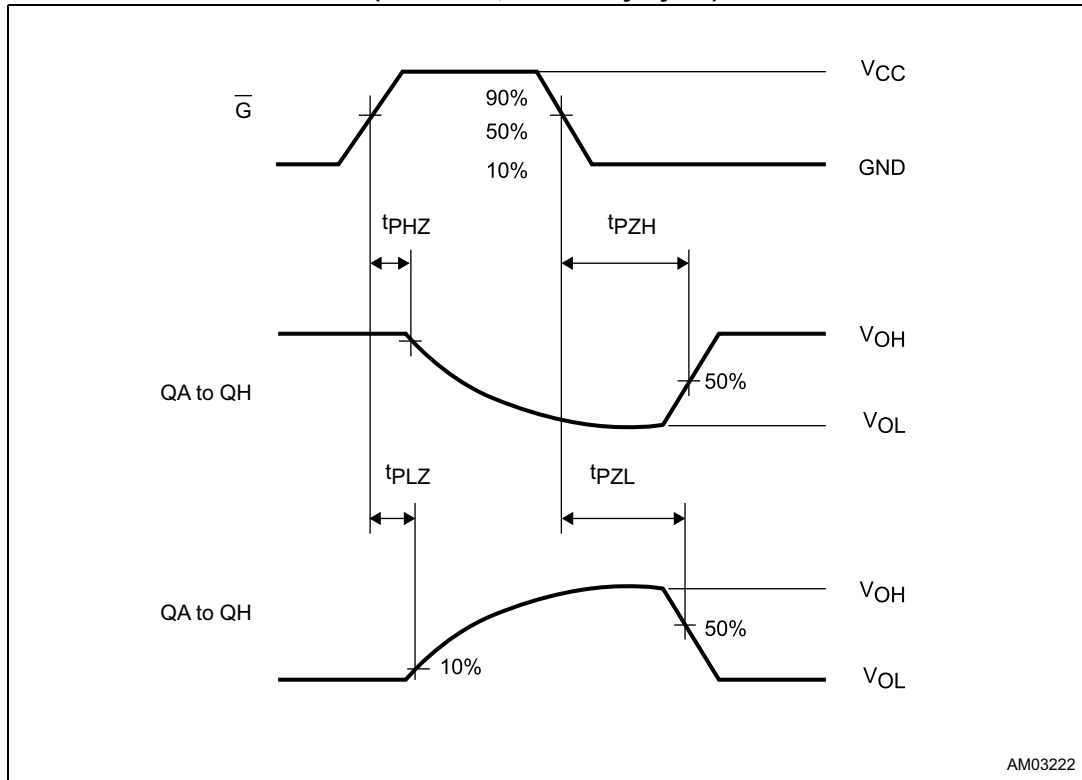 VCC
90%
G
50%
10%
GND
tPHZ
tPZH
VOH
QA to QH
50%
VOL
tPLZ
tPZL
VOH
QA to QH
50%
10%
VOL
AM03222